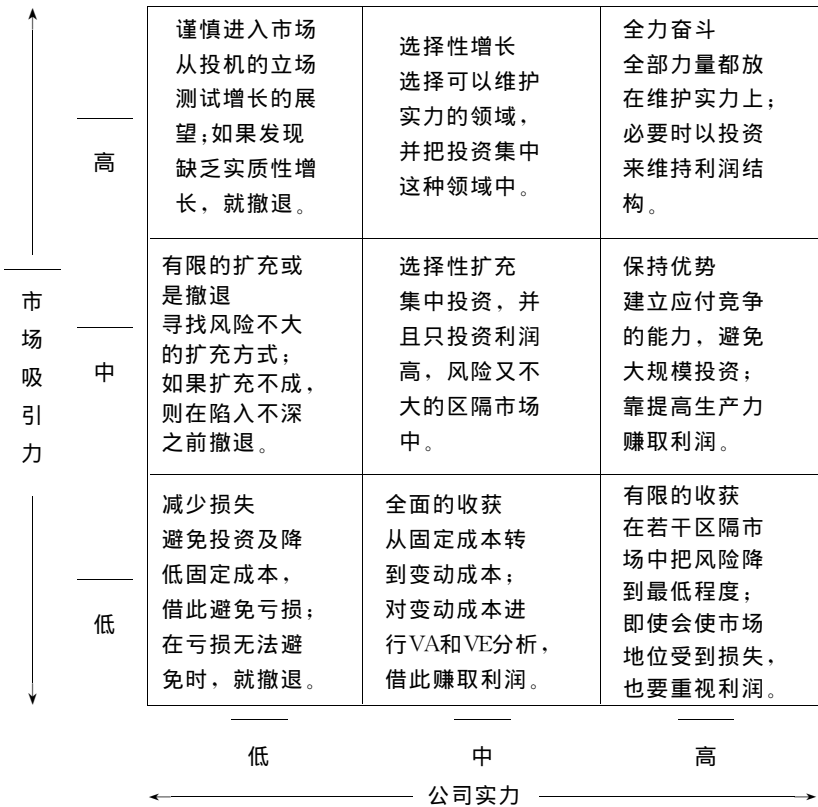 谨慎进入市场
从投机的立场
测试增长的展
望;如果发现
缺乏实质性增
长，就撤退。
选择性增长
选择可以维护
实力的领域，
并把投资集中
这种领域中。
全力奋斗
全部力量都放
在维护实力上；
必要时以投资
来维持利润结
构。
高
有限的扩充或
是撤退
寻找风险不大
的扩充方式；
如果扩充不成，
则在陷入不深
之前撤退。
选择性扩充
集中投资，并
且只投资利润
高，风险又不
大的区隔市场
中。
保持优势
建立应付竞争
的能力，避免
大规模投资；
靠提高生产力
赚取利润。
市
场
吸
引
力
中
减少损失
避免投资及降
低固定成本，
借此避免亏损；
在亏损无法避
免时，就撤退。
全面的收获
从固定成本转
到变动成本；
对变动成本进
行VA和VE分析，
借此赚取利润。
有限的收获
在若干区隔市
场中把风险降
到最低程度；
即使会使市场
地位受到损失，
也要重视利润。
低
低
中
高
公司实力